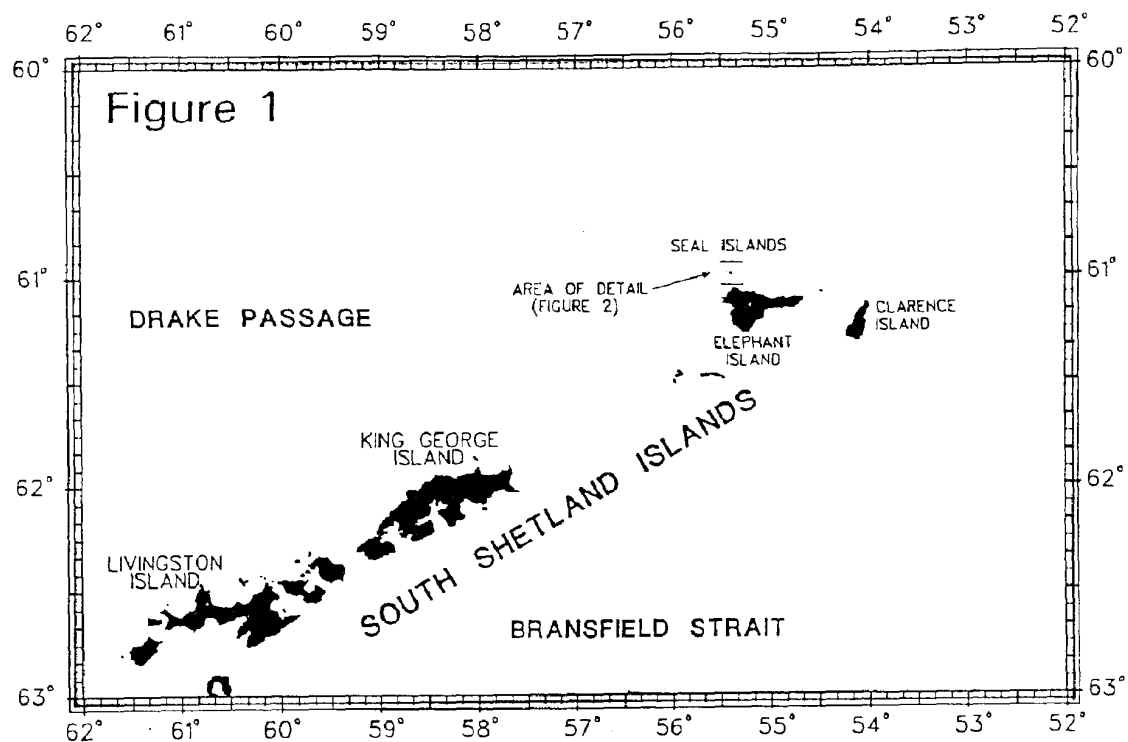 62° 61° 60° 59° 58° 57° 56° 55° 54° 53° 52°
60° 60°
Figure 1
SEAL ISLANDS
61° 61°
AREA OF DETAIL
(FIGURE 2)
DRAKE PASSAGE
CLARENCE
ISLAND
ELEPHANT
ISLAND
KING GEORGE
ISLAND
62° 62°
SOUTH SHETLAND ISLANDS
LIVINGSTON
ISLAND
BRANSFIELD STRAIT
63° 63°
62° 61° 60° 59° 58° 57° 56° 55° 54° 53° 52°